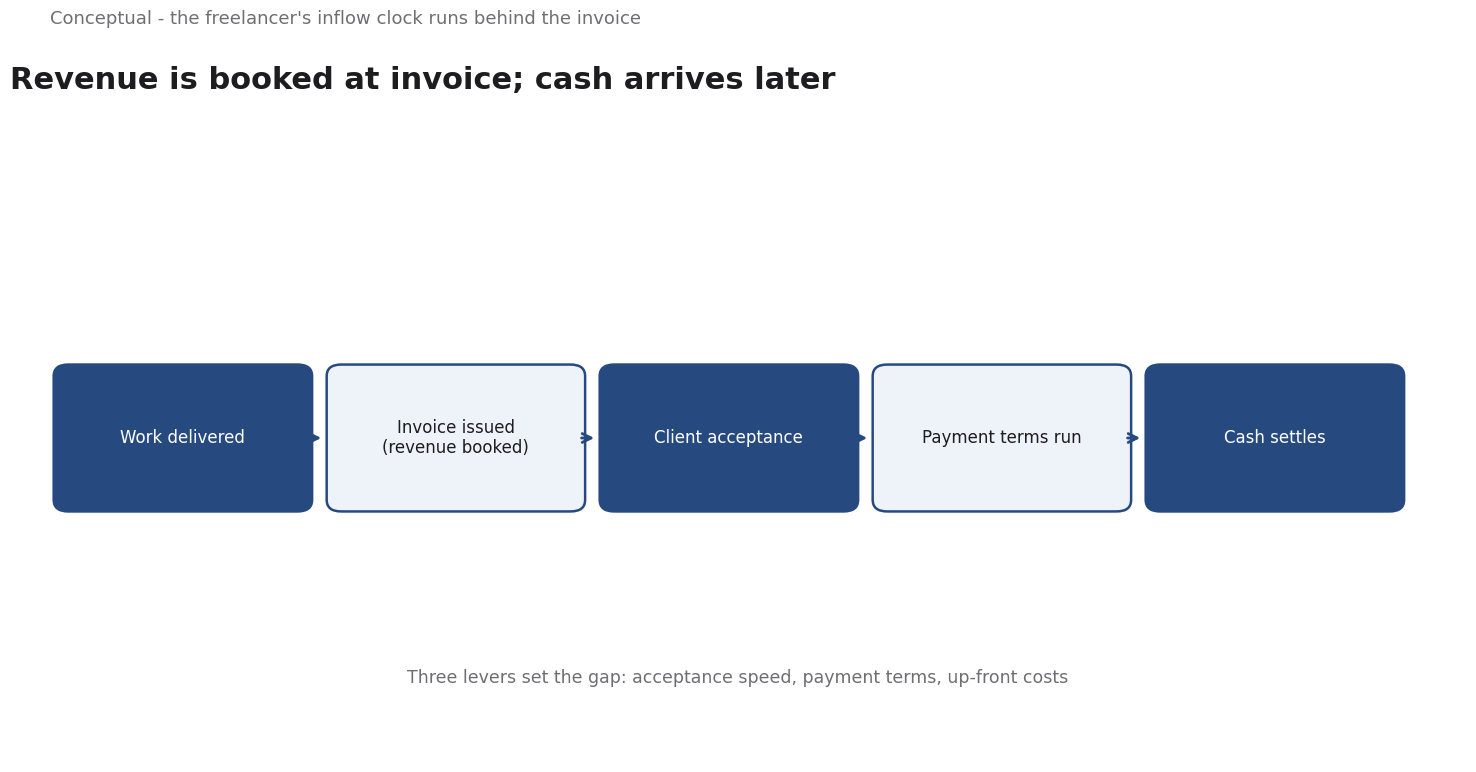 Conceptual - the freelancer's inflow clock runs behind the invoice
Revenue is booked at invoice; cash arrives later
Work delivered
Invoice issued
(revenue booked)
Client acceptance
Payment terms run
Cash settles
Three levers set the gap: acceptance speed, payment terms, up-front costs